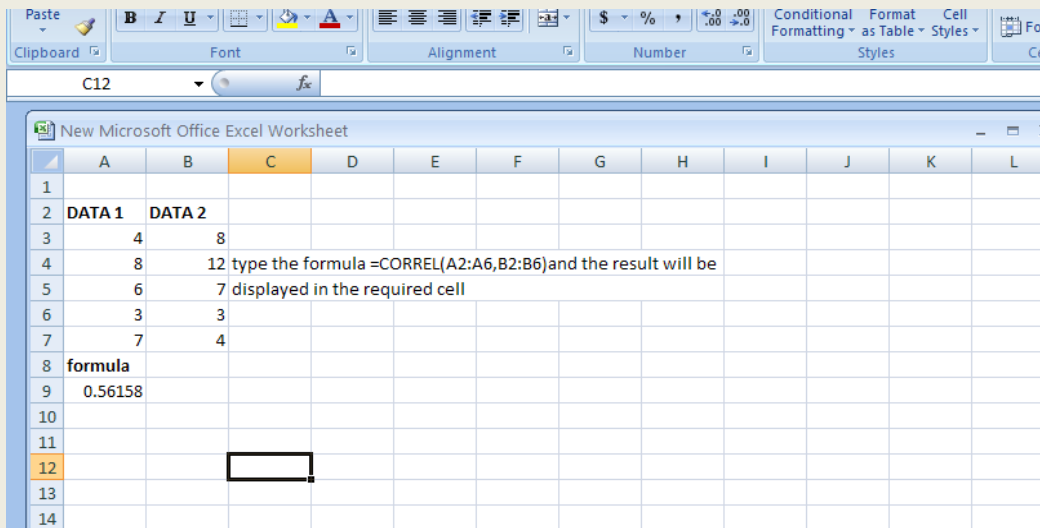 Paste B I U A $ % , .0 .00 .00 .0 Conditional Format Cell
Formatting as Table Styles
Clipboard Font Alignment Number Styles
C12 fx
New Microsoft Office Excel Worksheet
A B C D E F G H I J K L
1
2 DATA 1 DATA 2
3 4 8
4 8 12 type the formula =CORREL(A2:A6,B2:B6)and the result will be
5 6 7 displayed in the required cell
6 3 3
7 7 4
8 formula
9 0.56158
10
11
12
13
14